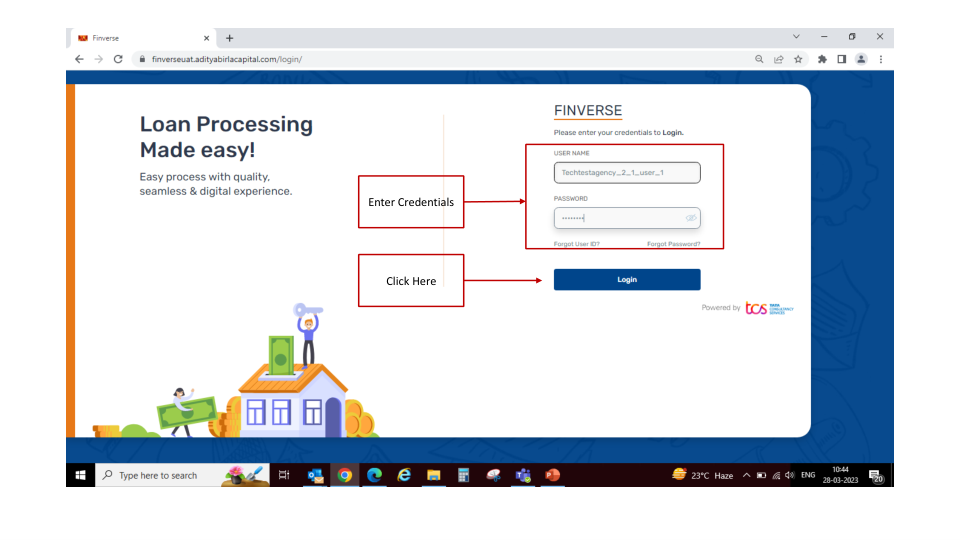 Finverse
finverseuat.adityabirlacapital.com/login/
Loan Processing
Made easy!
Easy process with quality,
seamless & digital experience.
FINVERSE
Please enter your credentials to Login.
USER NAME
Techtestagency_2_1_user_1
PASSWORD
Enter Credentials
Forgot User ID?
Forgot Password?
Click Here
Login
Powered by tcs TATA
CONSULTANCY
SERVICES
Type here to search
23°C Haze
ENG
10:44
28-03-2023
20